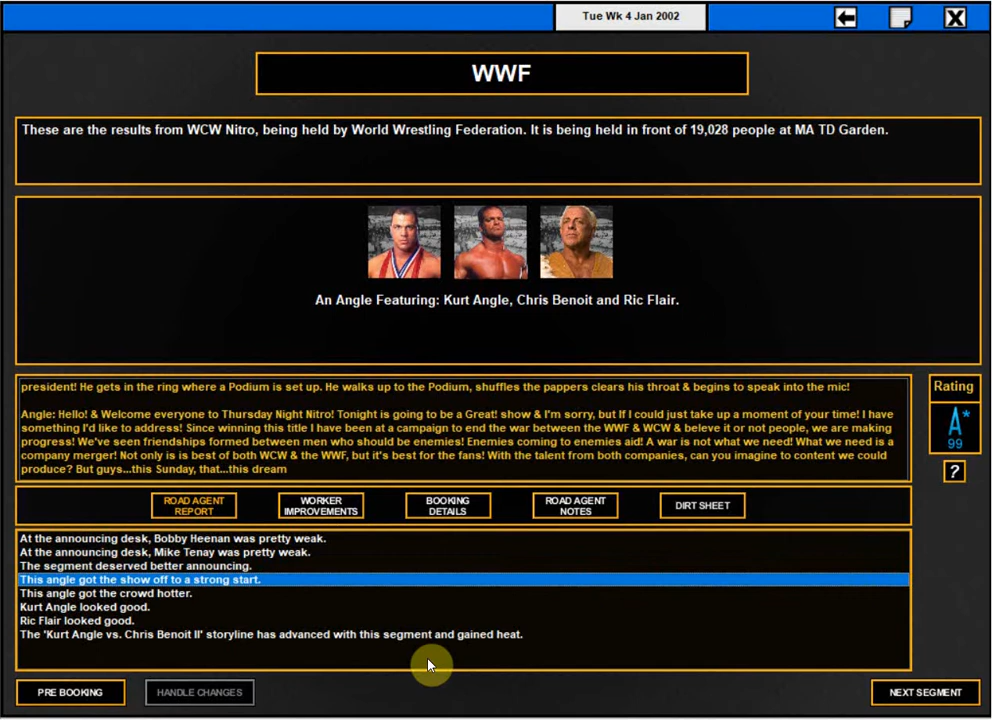 Tue Wk 4 Jan 2002
WWF
These are the results from WCW Nitro, being held by World Wrestling Federation. It is being held in front of 19,028 people at MA TD Garden.
An Angle Featuring: Kurt Angle, Chris Benoit and Ric Flair.
president! He gets in the ring where a Podium is set up. He walks up to the Podium, shuffles the pappers clears his throat & begins to speak into the mic!
Angle: Hello! & Welcome everyone to Thursday Night Nitro! Tonight is going to be a Great! show & I'm sorry, but If I could just take up a moment of your time! I have
something I'd like to address! Since winning this title I have been at a campaign to end the war between the WWF & WCW & beleve it or not people, we are making
progress! We've seen friendships formed between men who should be enemies! Enemies coming to enemies aid! A war is not what we need! What we need is a
company merger! Not only is is best of both WCW & the WWF, but it's best for the fans! With the talent from both companies, can you imagine to content we could
produce? But guys...this Sunday, that...this dream
Rating
A*
99
?
ROAD AGENT
REPORT
WORKER
IMPROVEMENTS
BOOKING
DETAILS
ROAD AGENT
NOTES
DIRT SHEET
At the announcing desk, Bobby Heenan was pretty weak.
At the announcing desk, Mike Tenay was pretty weak.
The segment deserved better announcing.
This angle got the show off to a strong start.
This angle got the crowd hotter.
Kurt Angle looked good.
Ric Flair looked good.
The 'Kurt Angle vs. Chris Benoit II' storyline has advanced with this segment and gained heat.
PRE BOOKING
HANDLE CHANGES
NEXT SEGMENT